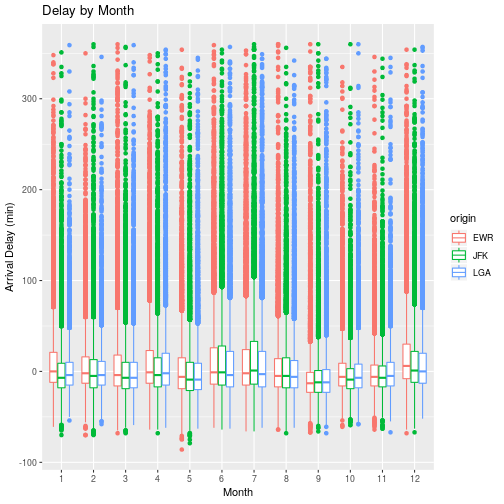 Delay by Month
300
200
100
0
-100
Arrival Delay (min)
1 2 3 4 5 6 7 8 9 10 11 12
Month
origin
EWR
JFK
LGA